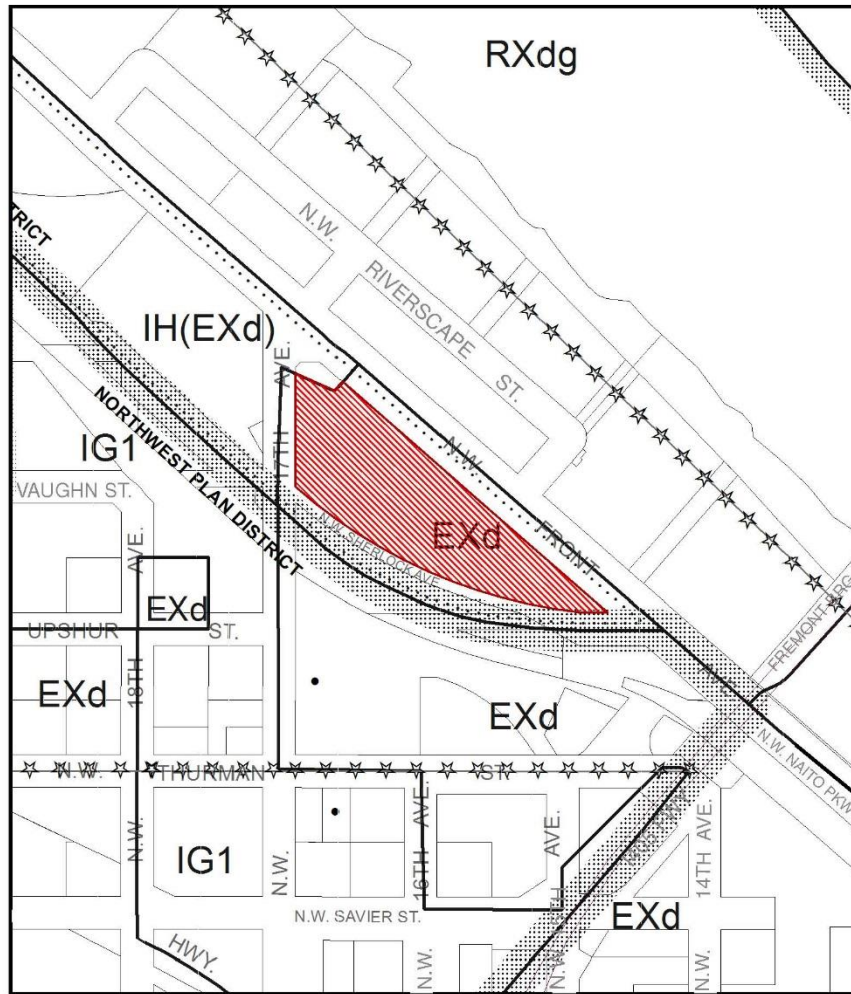 RXdg
N.W. RIVERSCAPE ST.
TRICT
IH(EXd)
17TH AVE.
NORTHWEST PLAN DISTRICT
IG1
N.W. FRONT
VAUGHN ST.
EXd
N.W. SHERLOCK AVE
AVE.
FREMONT BRG
EXd
UPSHUR ST.
18TH
EXd
EXd
N.W. NAITO PKW
N.W. THURMAN ST.
16TH AVE.
AVE.
14TH AVE.
IG1
N.W.
N.W.
N.W. SAVIER ST.
EXd
HWY.
N.W.
N.W.
N.W.